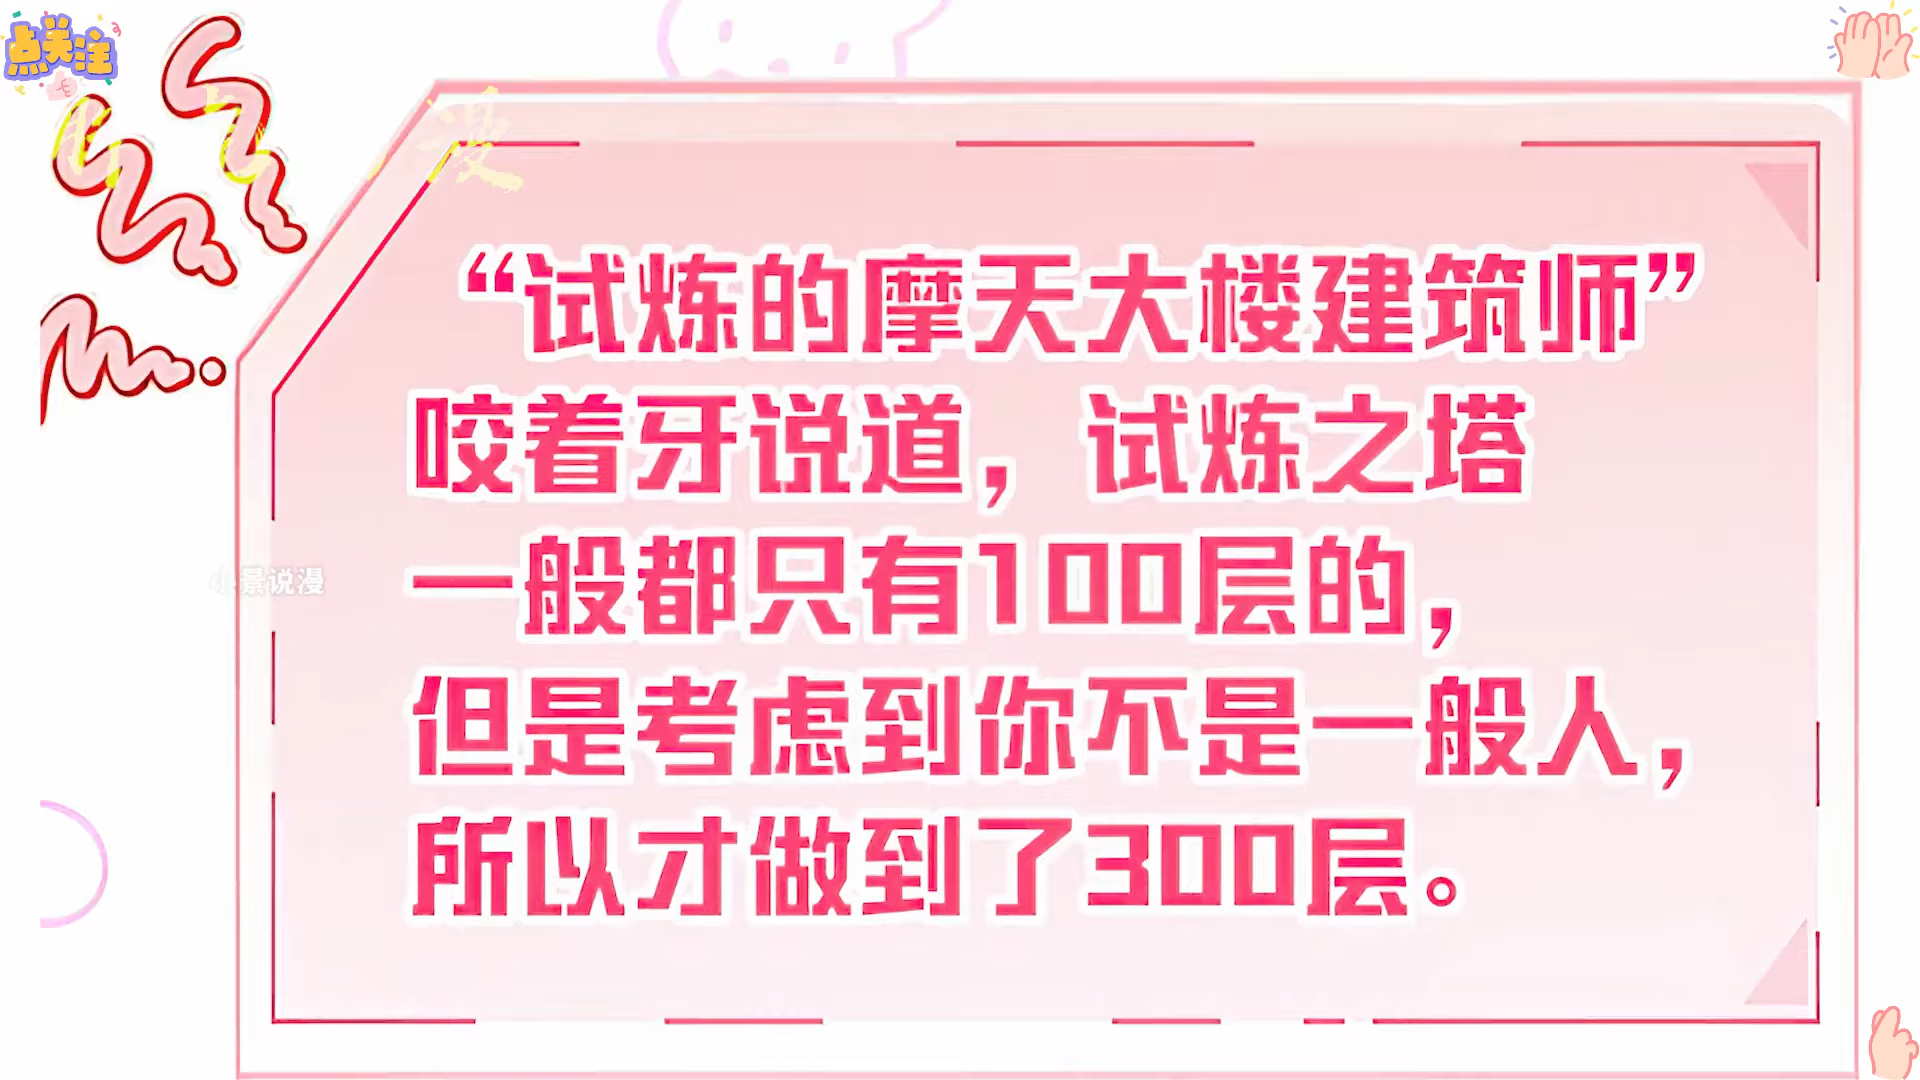 点关注
漫
“试炼的摩天大楼建筑师”
咬着牙说道，试炼之塔
一般都只有100层的，
小景说漫
但是考虑到你不是一般人，
所以才做到了300层。